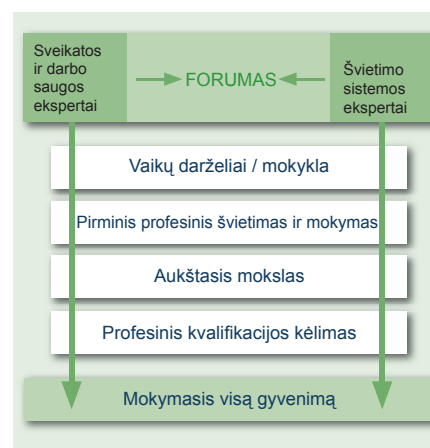 Sveikatos
ir darbo
saugos
ekspertai
FORUMAS
Švietimo
sistemos
ekspertai
Vaikų darželiai / mokykla
Pirminis profesinis švietimas ir mokymas
Aukštasis mokslas
Profesinis kvalifikacijos kėlimas
Mokymasis visą gyvenimą